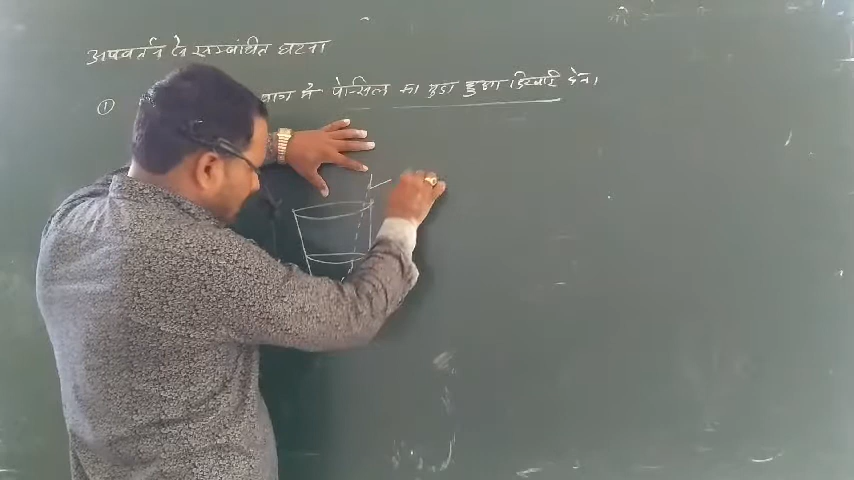 अपवर्तन से सम्बंधित घटना
① पात्र में पेन्सिल का मुडा हुआ दिखाई देना।